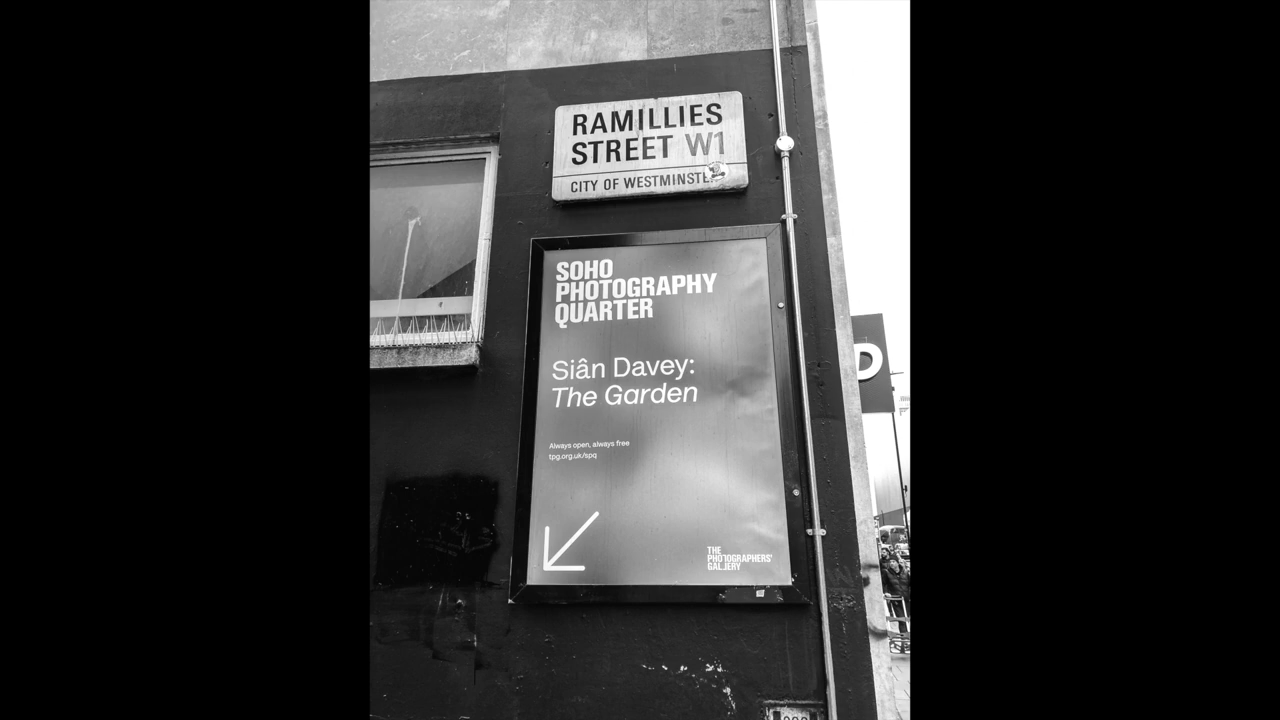 RAMILLIES
STREET W1
CITY OF WESTMINSTER
SOHO
PHOTOGRAPHY
QUARTER
Siân Davey:
The Garden
Always open, always free
tpg.org.uk/spq
THE
PHOTOGRAPHERS'
GALLERY
D